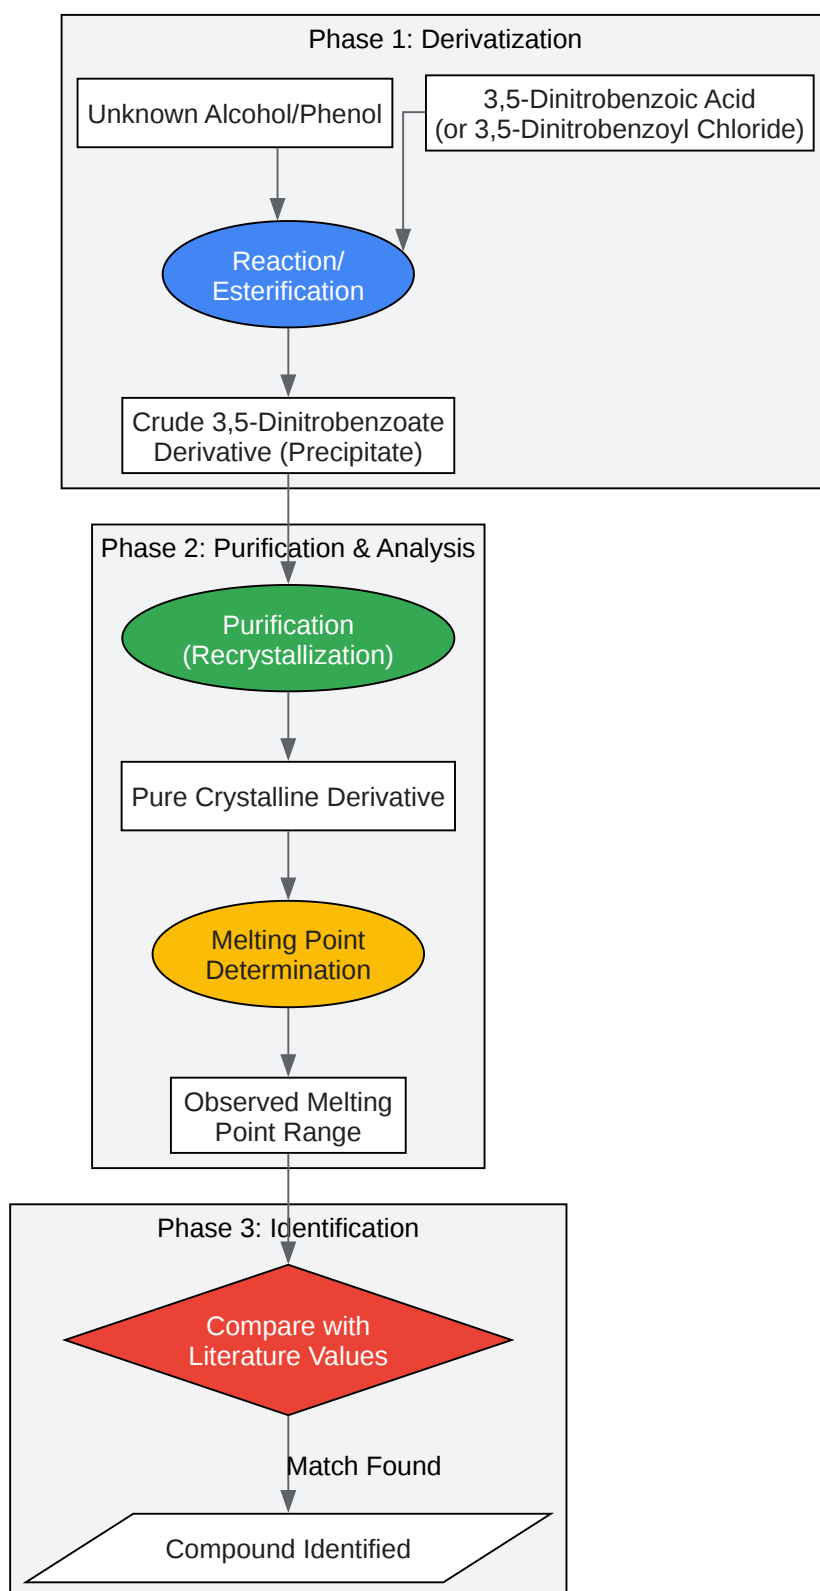 Phase 1: Derivatization
Unknown Alcohol/Phenol
3,5-Dinitrobenzoic Acid
(or 3,5-Dinitrobenzoyl Chloride)
Reaction/
Esterification
Crude 3,5-Dinitrobenzoate
Derivative (Precipitate)
Phase 2: Purification & Analysis
Purification
(Recrystallization)
Pure Crystalline Derivative
Melting Point
Determination
Observed Melting
Point Range
Phase 3: Identification
Compare with
Literature Values
Match Found
Compound Identified